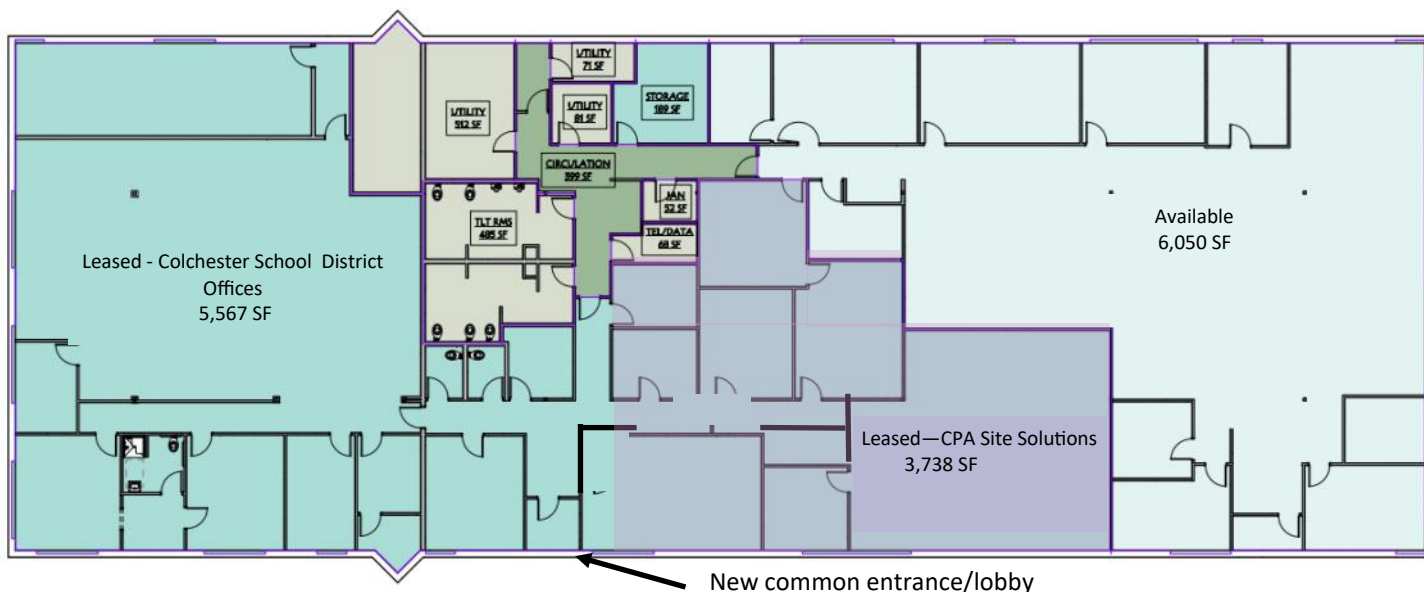 UTILITY
71 SF
UTILITY
512 SF
UTILITY
81 SF
STORAGE
189 SF
CIRCULATION
399 SF
JAN
52 SF
TLT RMS
485 SF
TEL/DATA
68 SF
Available
6,050 SF
Leased - Colchester School District
Offices
5,567 SF
Leased—CPA Site Solutions
3,738 SF
New common entrance/lobby